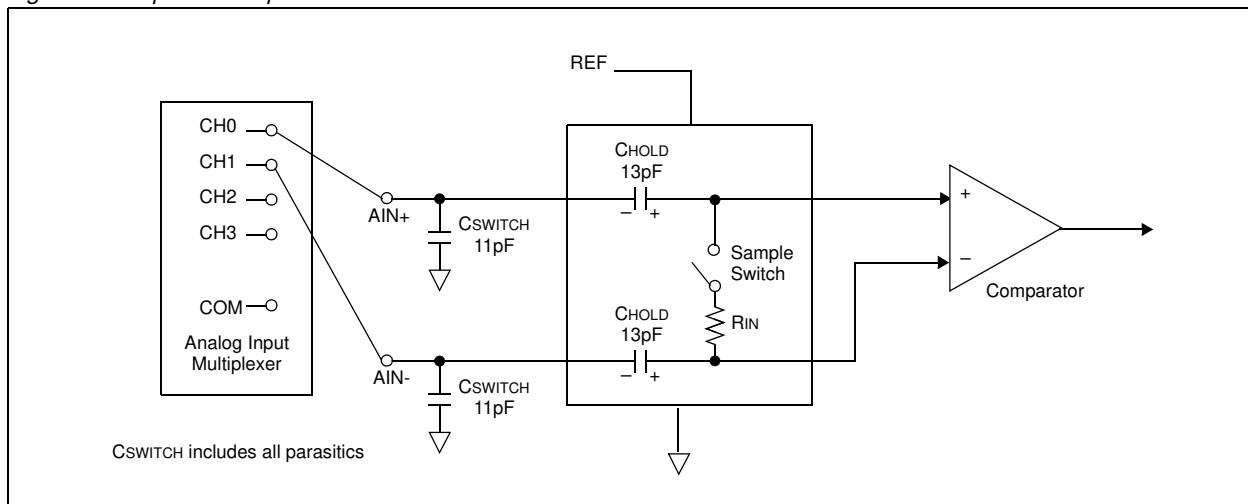 REF
CH0
CH1
CH2
CH3
COM
Analog Input
Multiplexer
AIN+
CSWITCH
11pF
AIN-
CSWITCH
11pF
CHOLD
13pF
– +
Sample
Switch
RIN
CHOLD
13pF
– +
+
–
Comparator
CSWITCH includes all parasitics